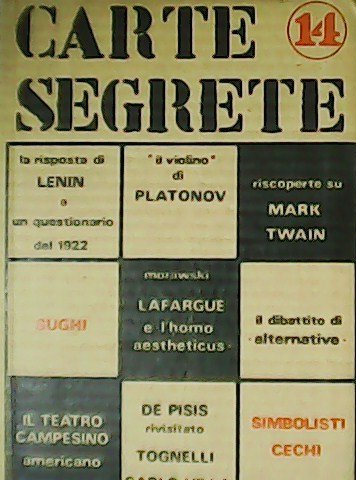 CARTE
14
SEGRETE
la risposta di
LENIN
a
un questionario
del 1922
"il violino"
di
PLATONOV
riscoperte su
MARK
TWAIN
SUGHI
morawski
LAFARGUE
e l'homo
aestheticus
il dibattito di
«alternative»
IL TEATRO
CAMPESINO
americano
DE PISIS
rivisitato
TOGNELLI
SIMBOLISTI
CECHI